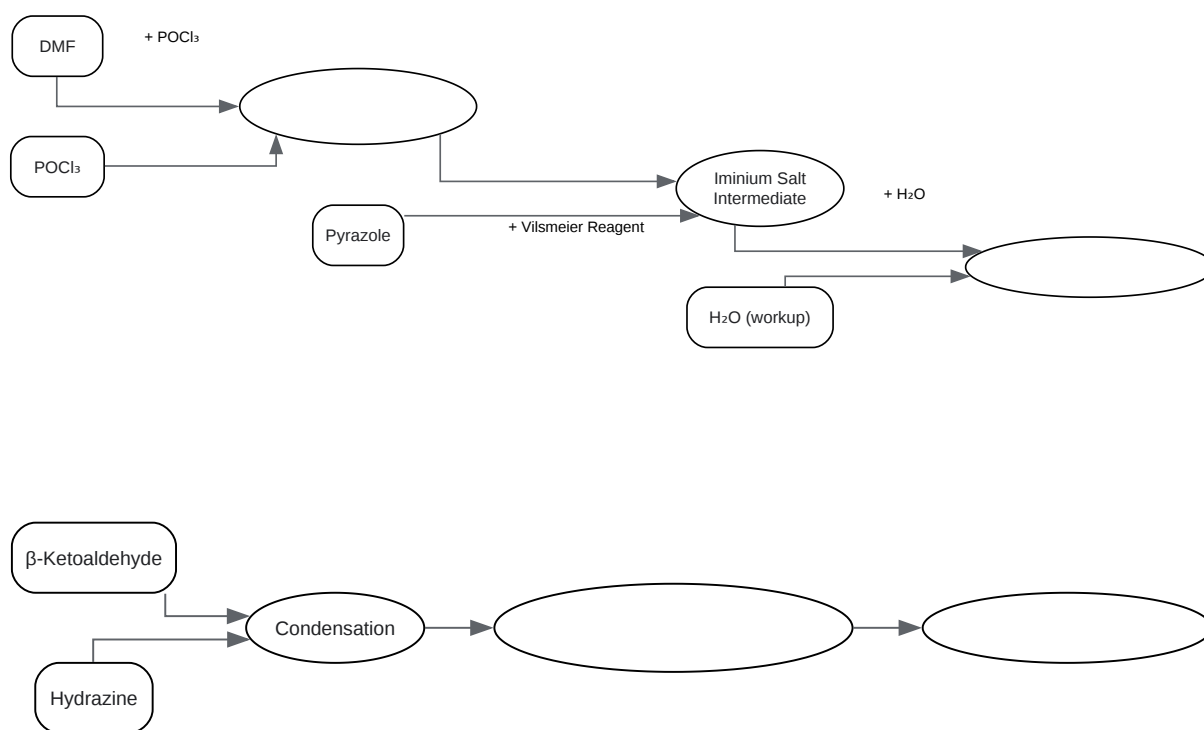 DMF
+ POCl₃
POCl₃
Iminium Salt
Intermediate
+ H₂O
Pyrazole
+ Vilsmeier Reagent
H₂O (workup)
β-Ketoaldehyde
Condensation
Hydrazine